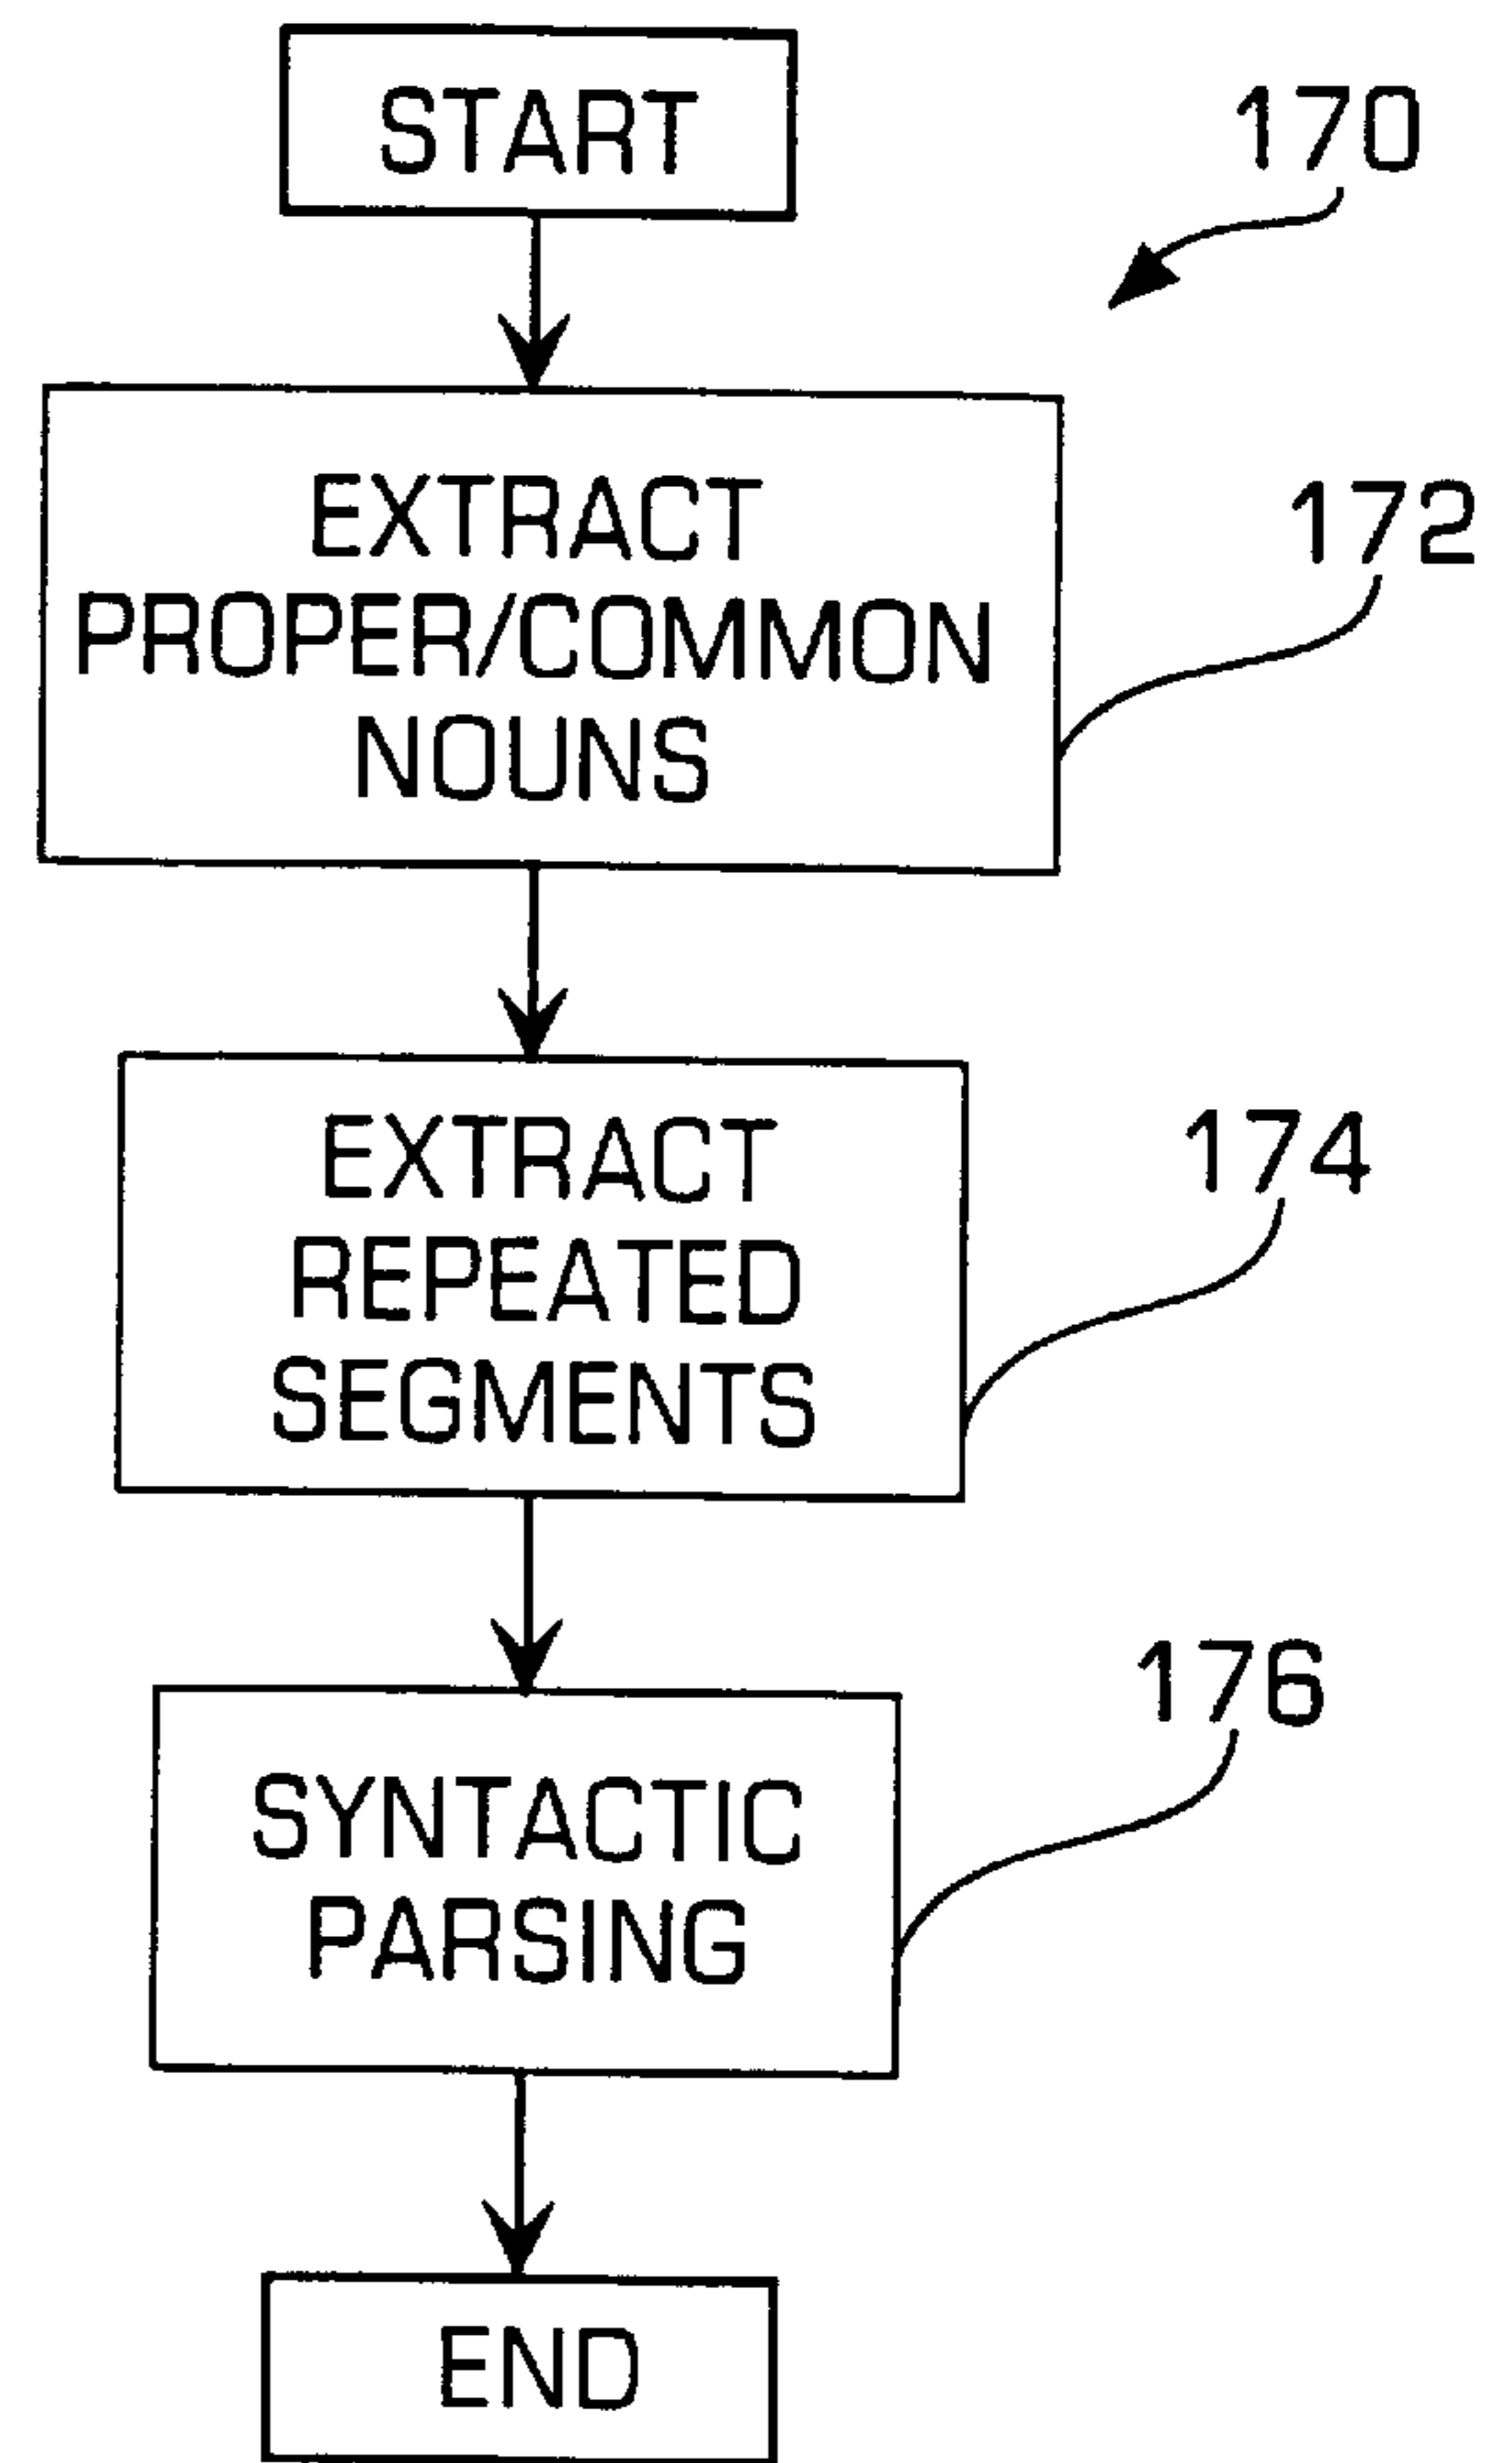 START
170
EXTRACT
PROPER/COMMON
NOUNS
172
EXTRACT
REPEATED
SEGMENTS
174
SYNTACTIC
PARSING
176
END